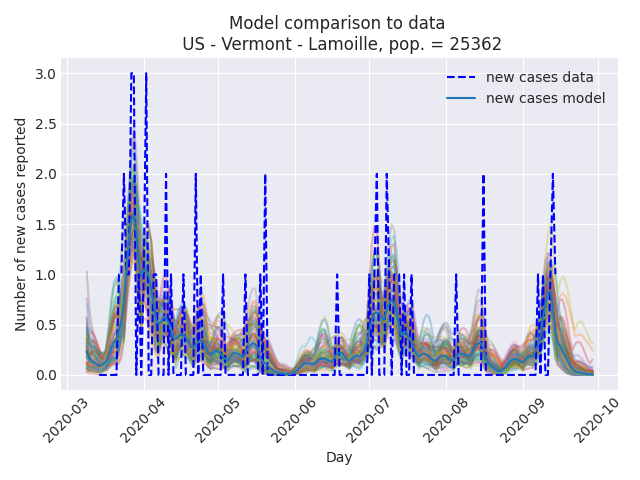 Model comparison to data
US - Vermont - Lamoille, pop. = 25362
new cases data
new cases model
Number of new cases reported
3.0
2.5
2.0
1.5
1.0
0.5
0.0
2020-03
2020-04
2020-05
2020-06
2020-07
2020-08
2020-09
2020-10
Day